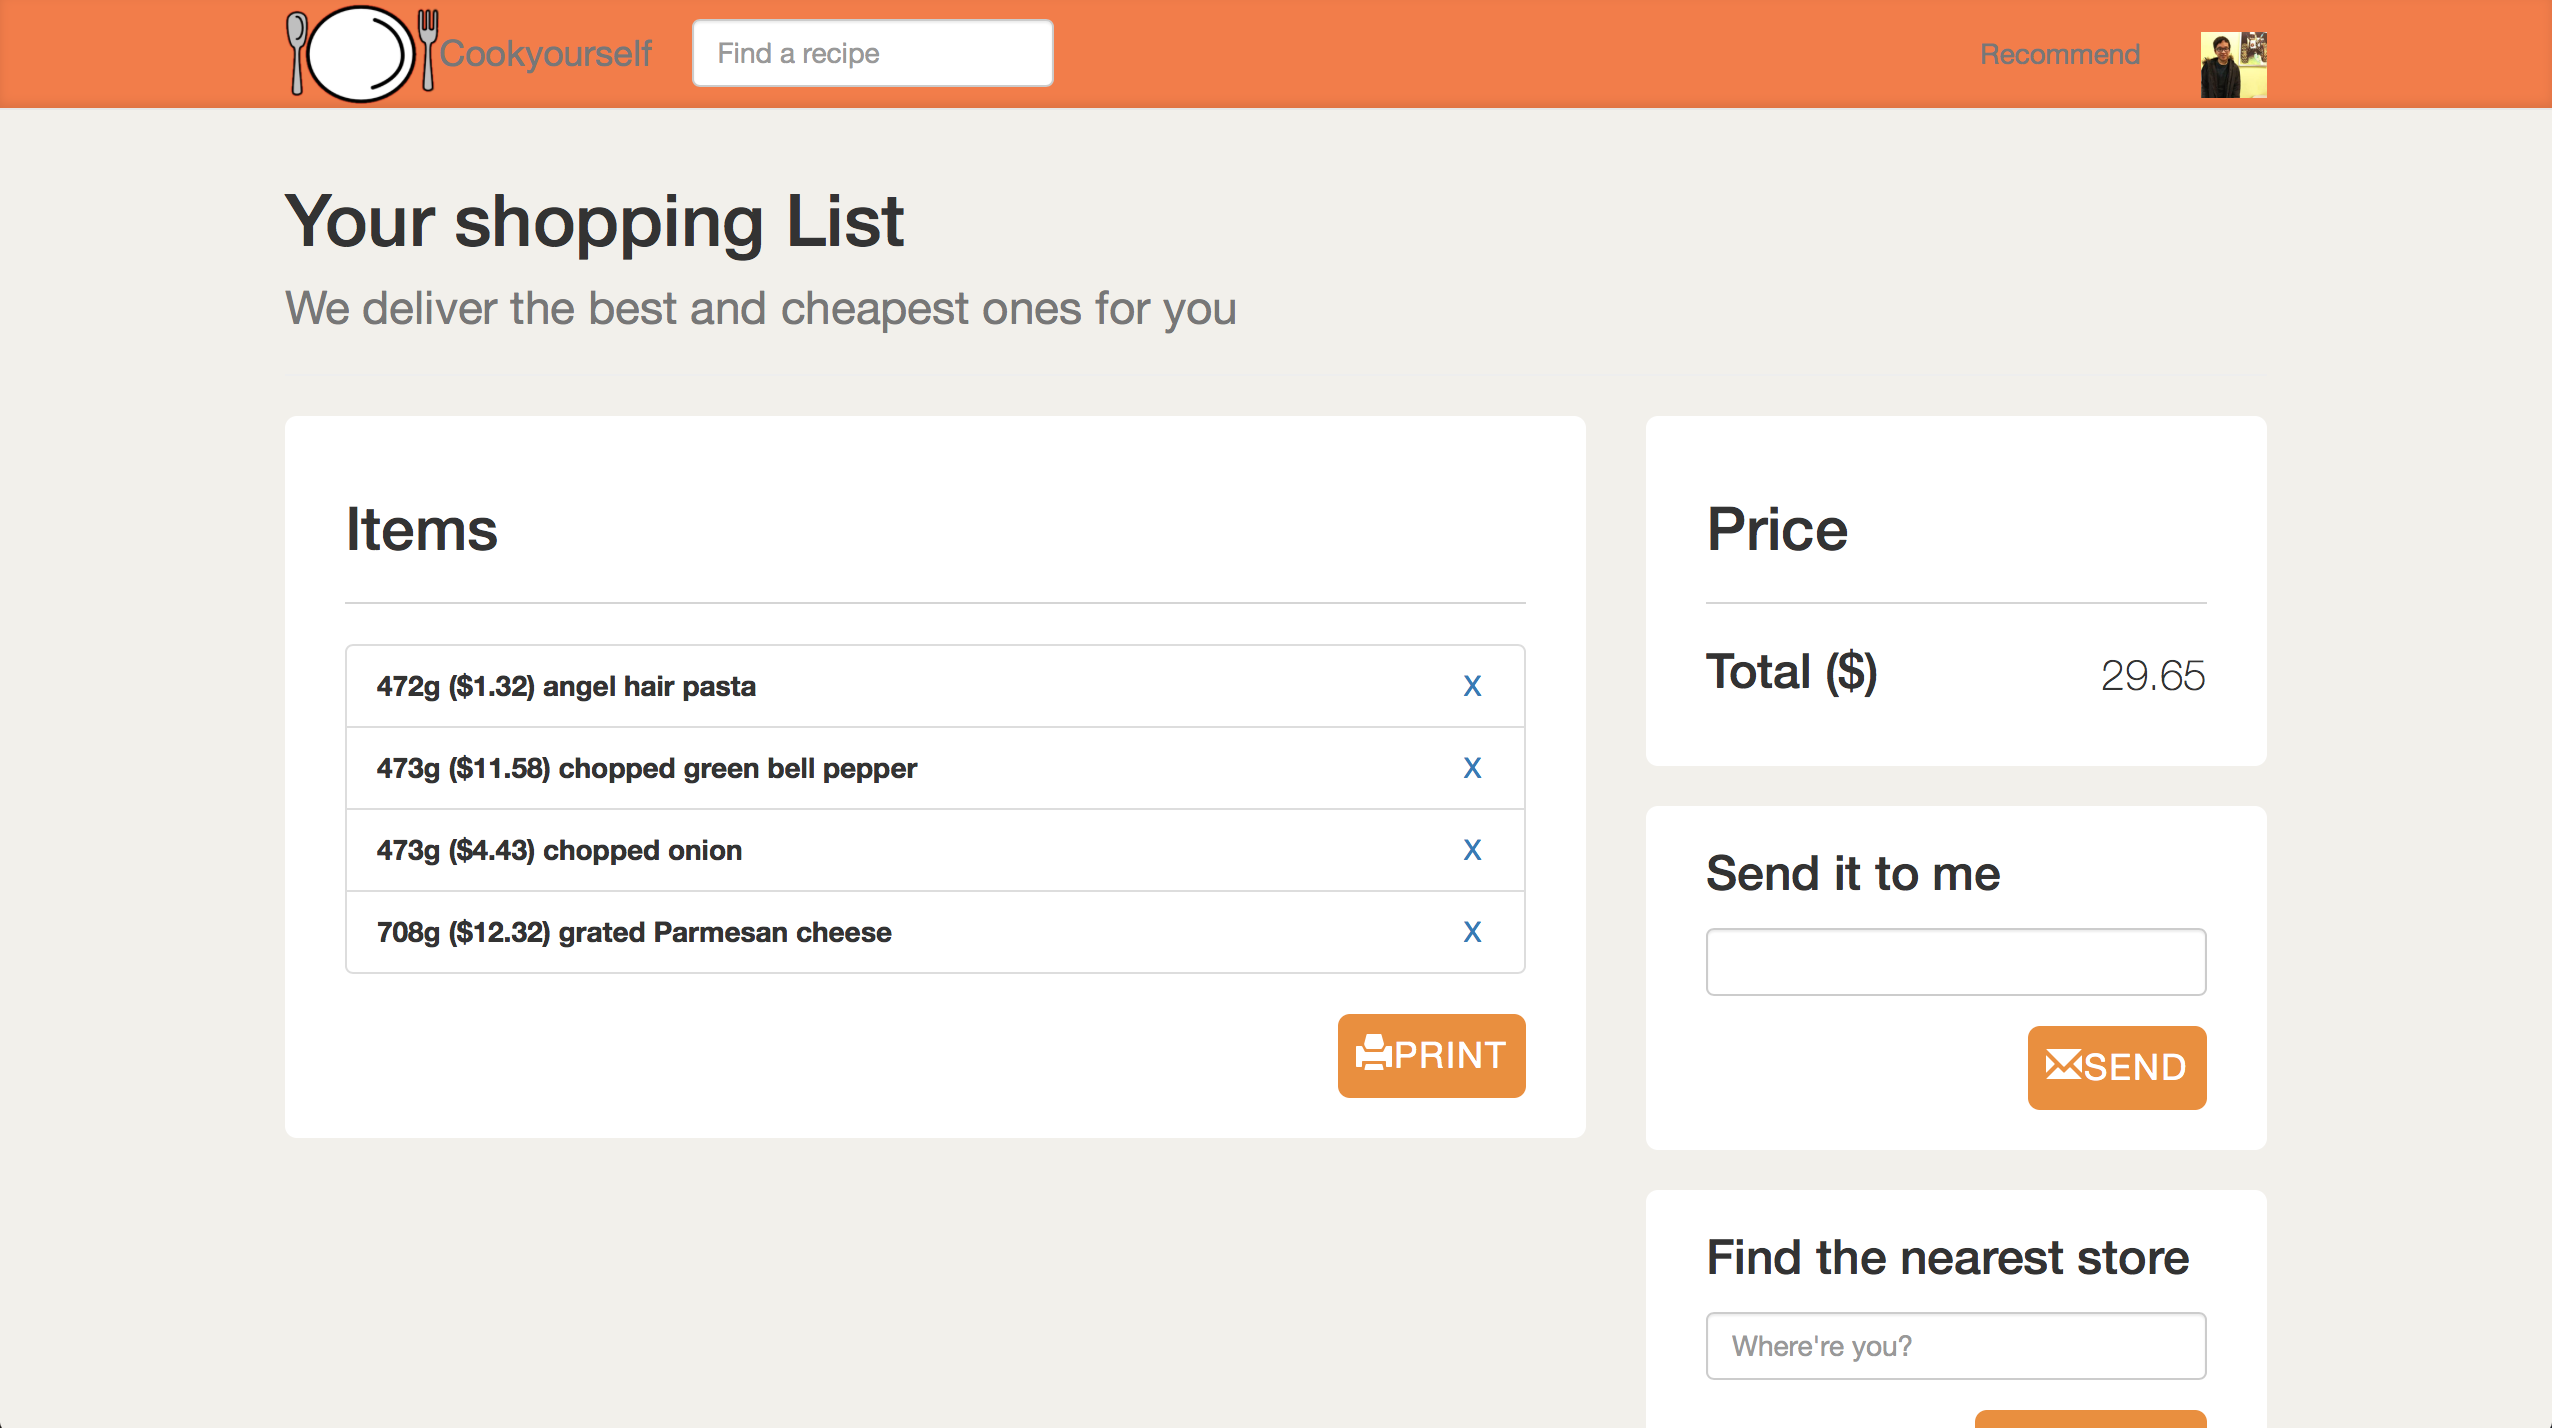 Cookyourself
Find a recipe
Recommend
Your shopping List
We deliver the best and cheapest ones for you
Items
472g ($1.32) angel hair pasta X
473g ($11.58) chopped green bell pepper X
473g ($4.43) chopped onion X
708g ($12.32) grated Parmesan cheese X
PRINT
Price
Total ($) 29.65
Send it to me
SEND
Find the nearest store
Where're you?